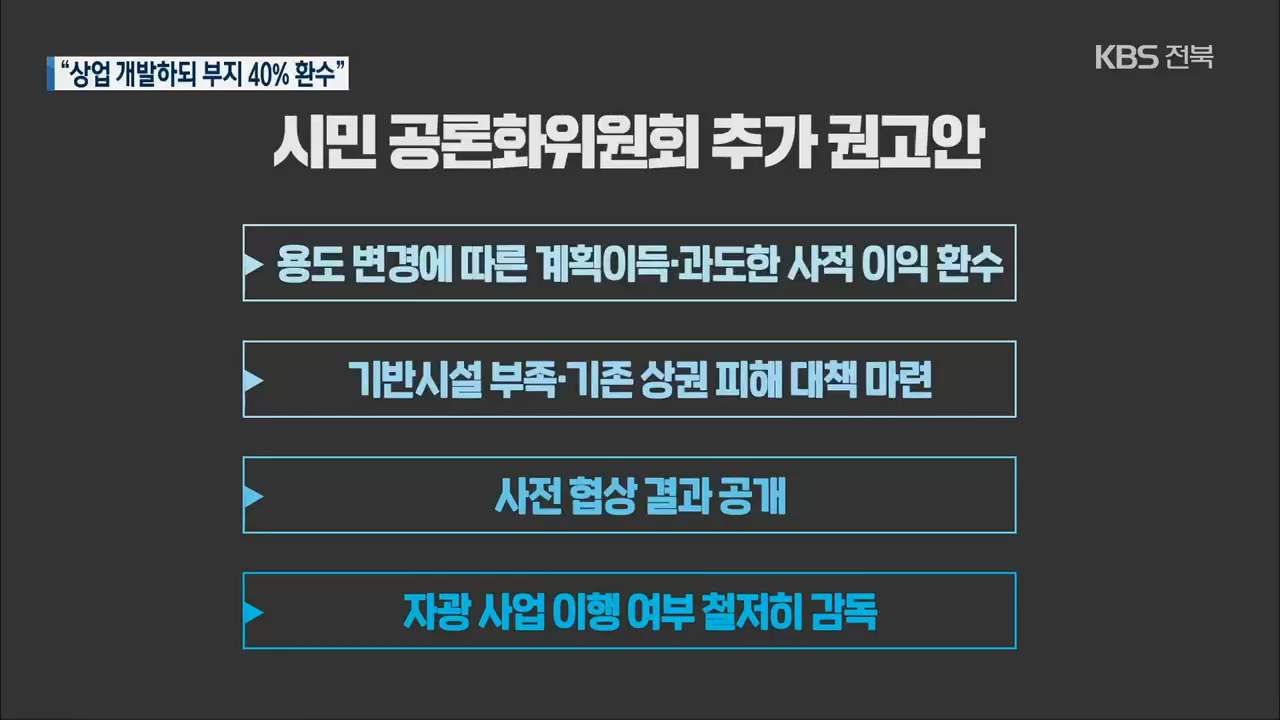 “상업 개발하되 부지 40% 환수”
KBS 전북
시민 공론화위원회 추가 권고안
용도 변경에 따른 계획이득·과도한 사적 이익 환수
기반시설 부족·기존 상권 피해 대책 마련
사전 협상 결과 공개
자광 사업 이행 여부 철저히 감독